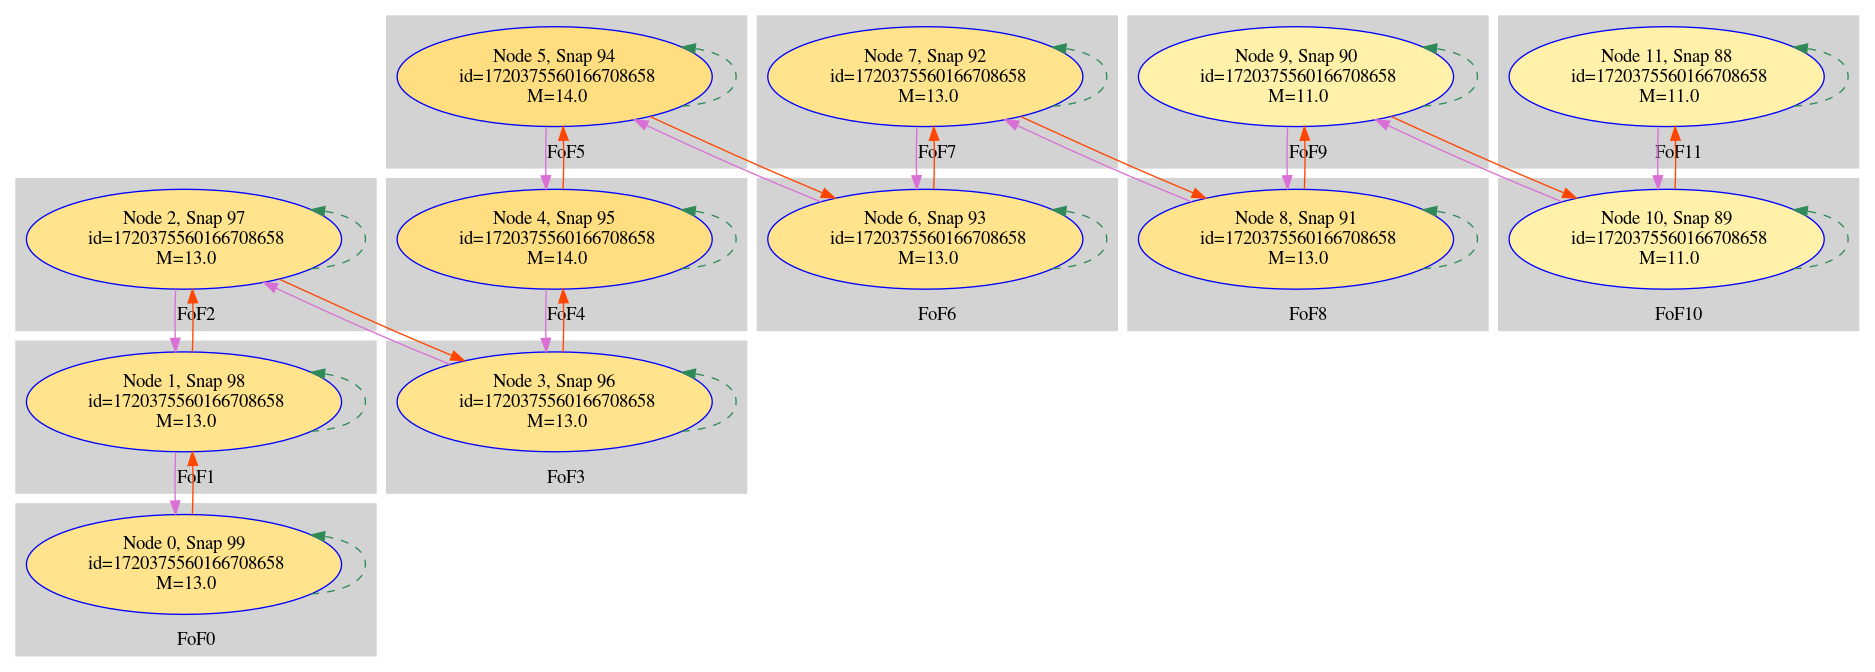 Node 5, Snap 94
id=1720375560166708658
M=14.0
FoF5
Node 7, Snap 92
id=1720375560166708658
M=13.0
FoF7
Node 9, Snap 90
id=1720375560166708658
M=11.0
FoF9
Node 11, Snap 88
id=1720375560166708658
M=11.0
FoF11
Node 2, Snap 97
id=1720375560166708658
M=13.0
FoF2
Node 4, Snap 95
id=1720375560166708658
M=14.0
FoF4
Node 6, Snap 93
id=1720375560166708658
M=13.0
FoF6
Node 8, Snap 91
id=1720375560166708658
M=13.0
FoF8
Node 10, Snap 89
id=1720375560166708658
M=11.0
FoF10
Node 1, Snap 98
id=1720375560166708658
M=13.0
FoF1
Node 3, Snap 96
id=1720375560166708658
M=13.0
FoF3
Node 0, Snap 99
id=1720375560166708658
M=13.0
FoF0